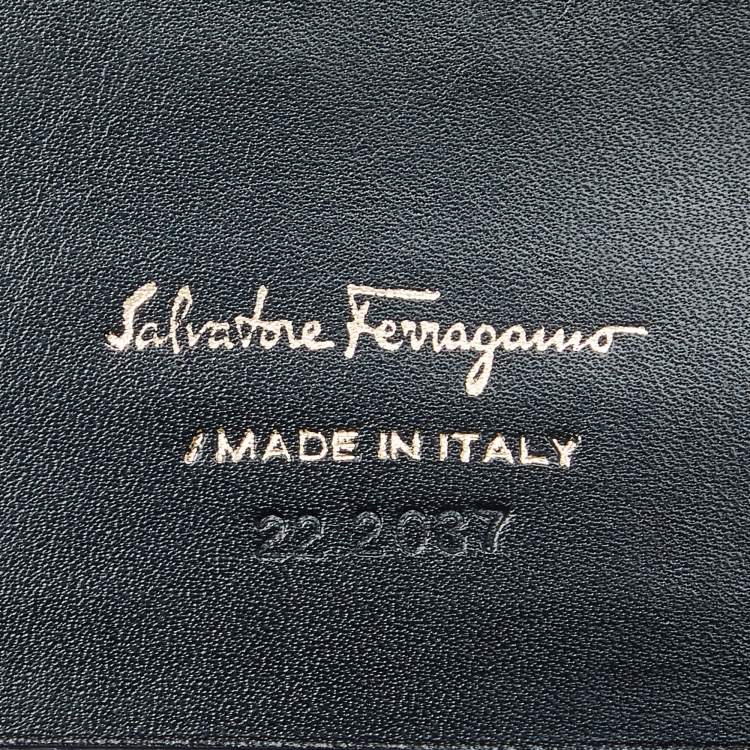 Salvatore Ferragamo
MADE IN ITALY
22 2037